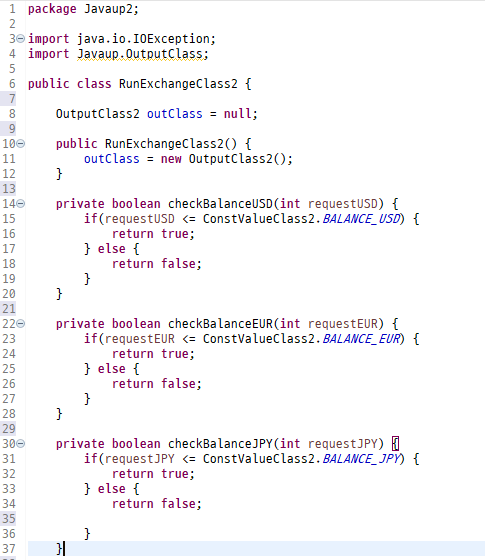 1 package Javaup2;
2
3 import java.io.IOException;
4 import Javaup.OutputClass;
5
6 public class RunExchangeClass2 {
7
8     OutputClass2 outClass = null;
9
10     public RunExchangeClass2() {
11         outClass = new OutputClass2();
12     }
13
14     private boolean checkBalanceUSD(int requestUSD) {
15         if(requestUSD <= ConstValueClass2.BALANCE_USD) {
16             return true;
17         } else {
18             return false;
19         }
20     }
21
22     private boolean checkBalanceEUR(int requestEUR) {
23         if(requestEUR <= ConstValueClass2.BALANCE_EUR) {
24             return true;
25         } else {
26             return false;
27         }
28     }
29
30     private boolean checkBalanceJPY(int requestJPY) {
31         if(requestJPY <= ConstValueClass2.BALANCE_JPY) {
32             return true;
33         } else {
34             return false;
35
36         }
37     }